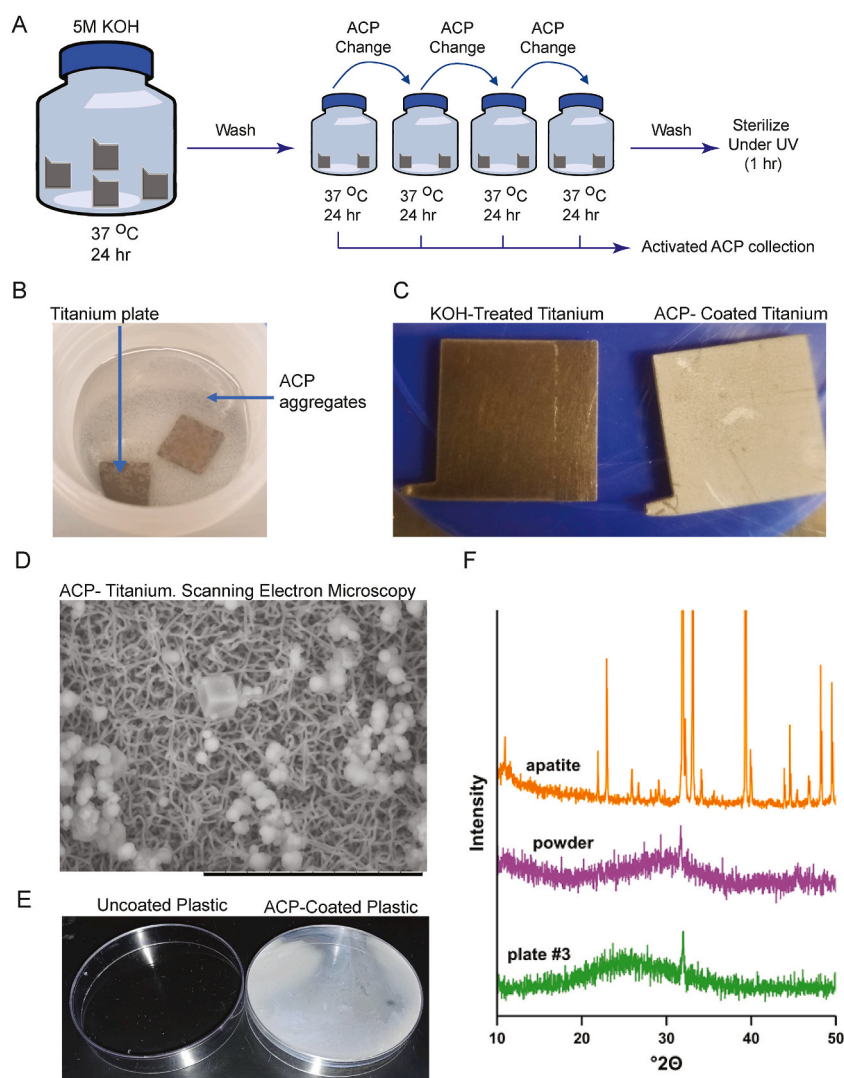 A
5M KOH
37 °C
24 hr
Wash
ACP
Change
ACP
Change
ACP
Change
37 °C
24 hr
37 °C
24 hr
37 °C
24 hr
37 °C
24 hr
Wash
Sterilize
Under UV
(1 hr)
Activated ACP collection
B
Titanium plate
ACP
aggregates
C
KOH-Treated Titanium
ACP- Coated Titanium
D
ACP- Titanium. Scanning Electron Microscopy
E
Uncoated Plastic
ACP-Coated Plastic
F
Intensity
apatite
powder
plate #3
10
20
30
40
50
°2Θ